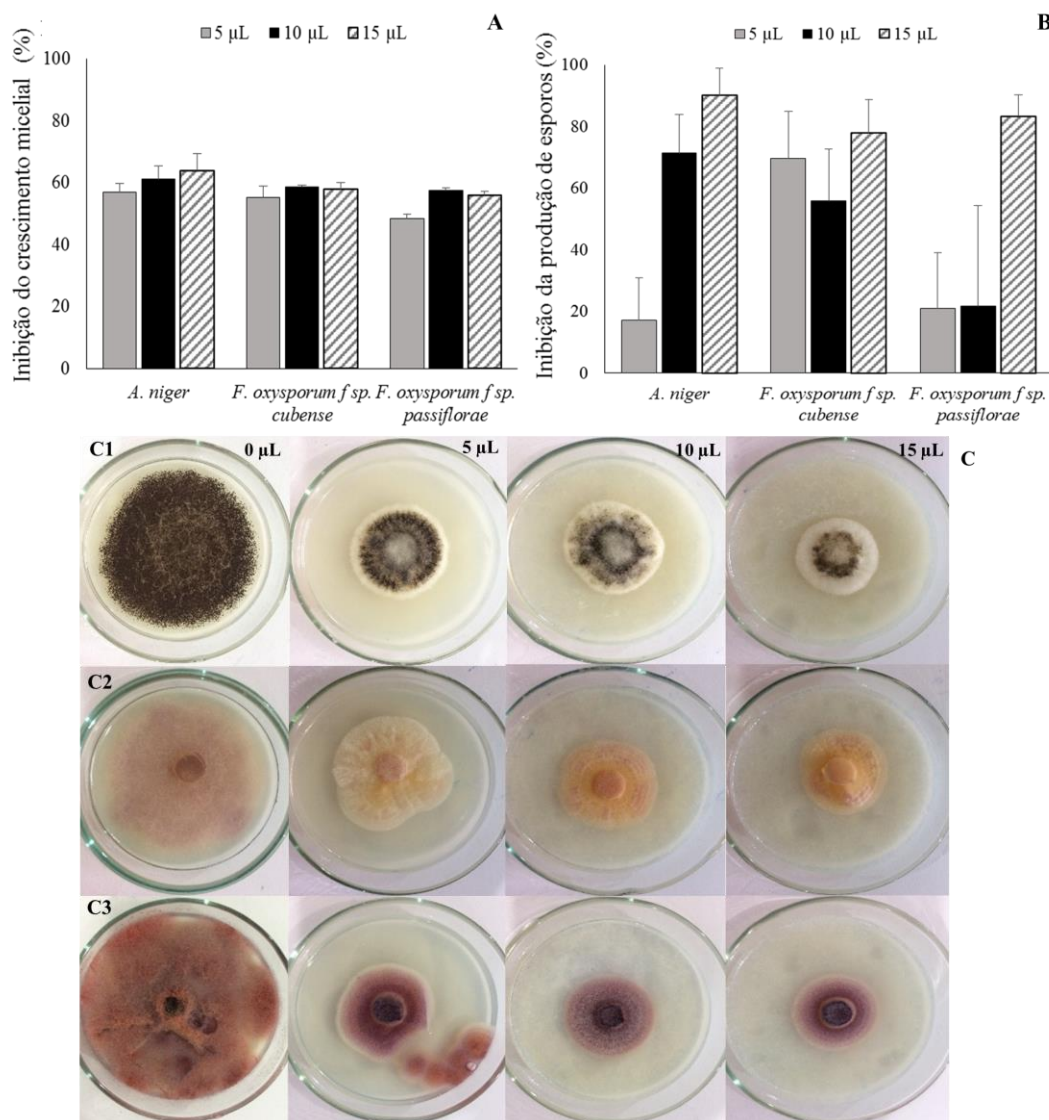 A
5 µL 10 µL 15 µL
Inibição do crescimento micelial (%)
100
80
60
40
20
0
A. niger
F. oxysporum f sp. cubense
F. oxysporum f sp. passiflorae
B
5 µL 10 µL 15 µL
Inibição da produção de esporos (%)
100
80
60
40
20
0
A. niger
F. oxysporum f sp. cubense
F. oxysporum f sp. passiflorae
C1 0 µL 5 µL 10 µL 15 µL C
C2
C3